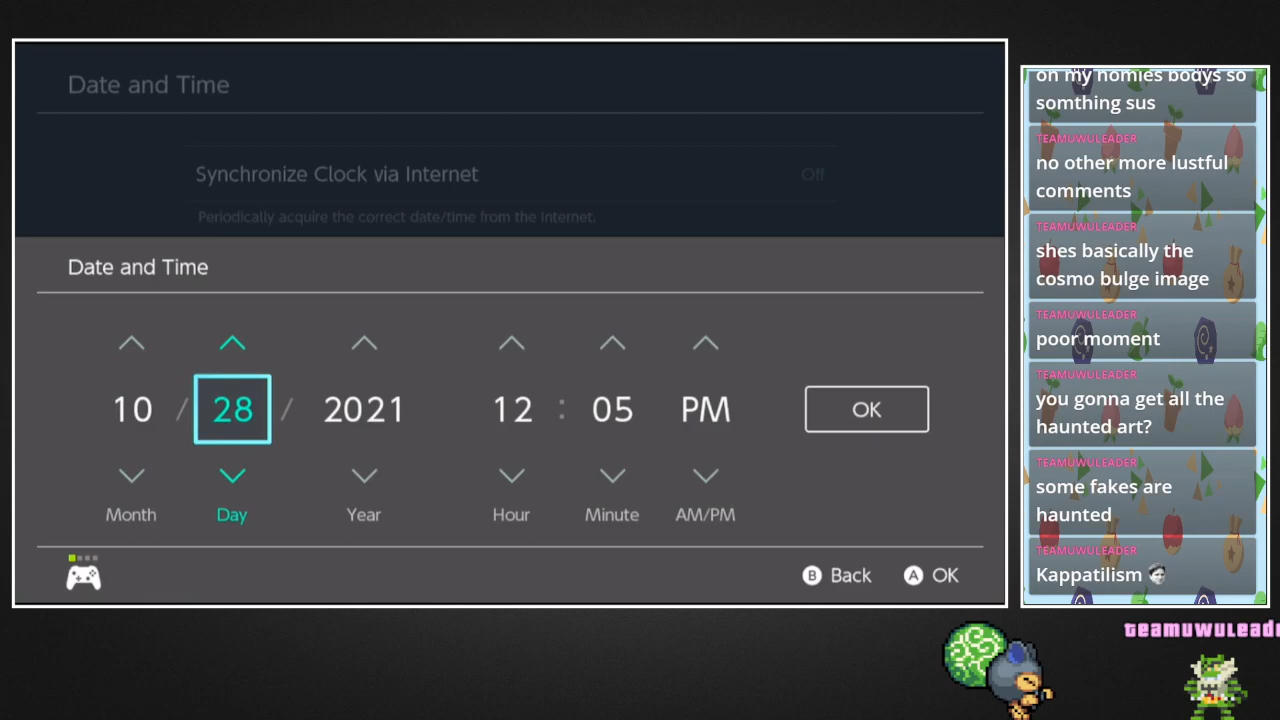 Date and Time
Synchronize Clock via Internet
Off
Periodically acquire the correct date/time from the Internet.
Date and Time
10 / 28 / 2021 12 : 05 PM OK
Month Day Year Hour Minute AM/PM
B Back A OK
on my homies bodys so
somthing sus
TEAMUWULEADER
no other more lustful
comments
TEAMUWULEADER
shes basically the
cosmo bulge image
TEAMUWULEADER
poor moment
TEAMUWULEADER
you gonna get all the
haunted art?
TEAMUWULEADER
some fakes are
haunted
TEAMUWULEADER
Kappatilism
teamuwuleade